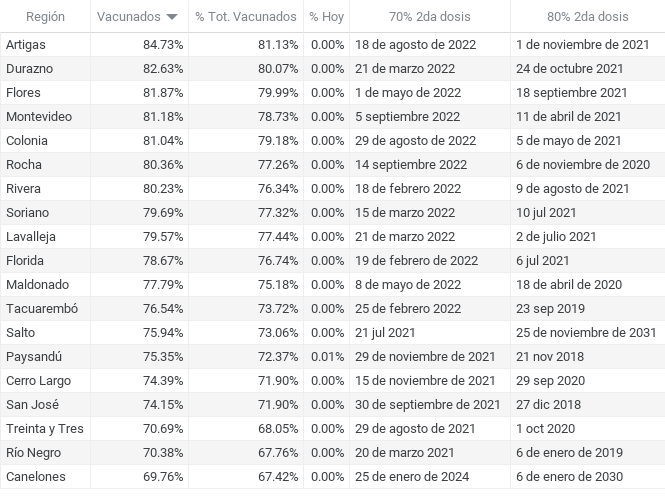 Región Vacunados % Tot. Vacunados % Hoy 70% 2da dosis 80% 2da dosis
Artigas 84.73% 81.13% 0.00% 18 de agosto de 2022 1 de noviembre de 2021
Durazno 82.63% 80.07% 0.00% 21 de marzo 2022 24 de octubre 2021
Flores 81.87% 79.99% 0.00% 1 de mayo de 2022 18 septiembre 2021
Montevideo 81.18% 78.73% 0.00% 5 septiembre 2022 11 de abril de 2021
Colonia 81.04% 79.18% 0.00% 29 de agosto de 2022 5 de mayo de 2021
Rocha 80.36% 77.26% 0.00% 14 septiembre 2022 6 de noviembre de 2020
Rivera 80.23% 76.34% 0.00% 18 de febrero 2022 9 de agosto de 2021
Soriano 79.69% 77.32% 0.00% 15 de marzo 2022 10 jul 2021
Lavalleja 79.57% 77.44% 0.00% 21 de marzo 2022 2 de julio 2021
Florida 78.67% 76.74% 0.00% 19 de febrero de 2022 6 jul 2021
Maldonado 77.79% 75.18% 0.00% 8 de mayo de 2022 18 de abril de 2020
Tacuarembó 76.54% 73.72% 0.00% 25 de febrero 2022 23 sep 2019
Salto 75.94% 73.06% 0.00% 21 jul 2021 25 de noviembre de 2031
Paysandú 75.35% 72.37% 0.01% 29 de noviembre de 2021 21 nov 2018
Cerro Largo 74.39% 71.90% 0.00% 15 de noviembre de 2021 29 sep 2020
San José 74.15% 71.90% 0.00% 30 de septiembre de 2021 27 dic 2018
Treinta y Tres 70.69% 68.05% 0.00% 29 de agosto de 2021 1 oct 2020
Río Negro 70.38% 67.76% 0.00% 20 de marzo 2021 6 de enero de 2019
Canelones 69.76% 67.42% 0.00% 25 de enero de 2024 6 de enero de 2030